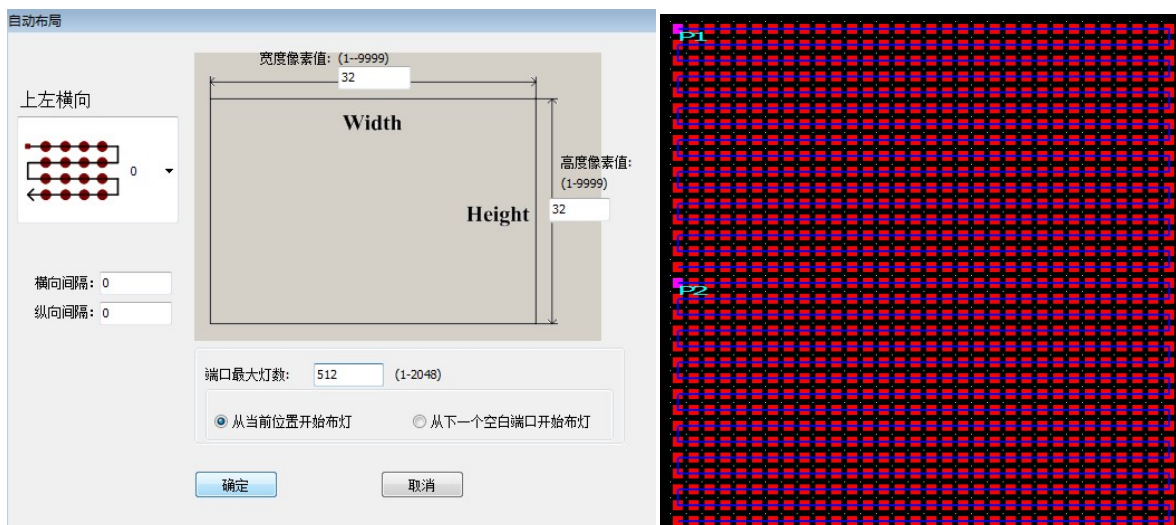 自动布局
宽度像素值: (1--9999)
32
上左横向
Width
0
高度像素值:
(1-9999)
Height
32
横向间隔: 0
纵向间隔: 0
端口最大灯数: 512 (1-2048)
从当前位置开始布灯 从下一个空白端口开始布灯
确定 取消
P1
P2